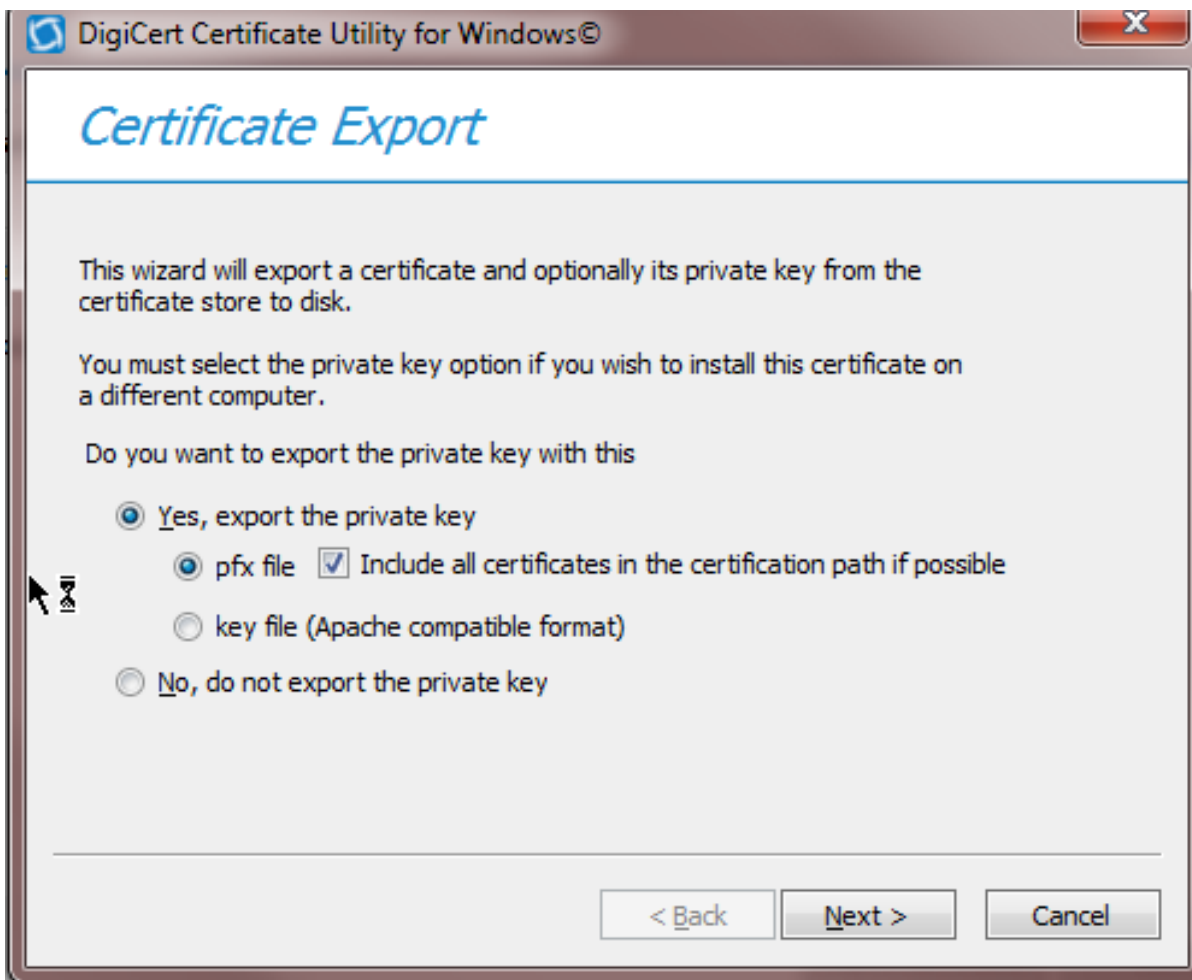 DigiCert Certificate Utility for Windows©
x
Certificate Export
This wizard will export a certificate and optionally its private key from the
certificate store to disk.
You must select the private key option if you wish to install this certificate on
a different computer.
Do you want to export the private key with this
Yes, export the private key
pfx file Include all certificates in the certification path if possible
key file (Apache compatible format)
No, do not export the private key
< Back Next > Cancel